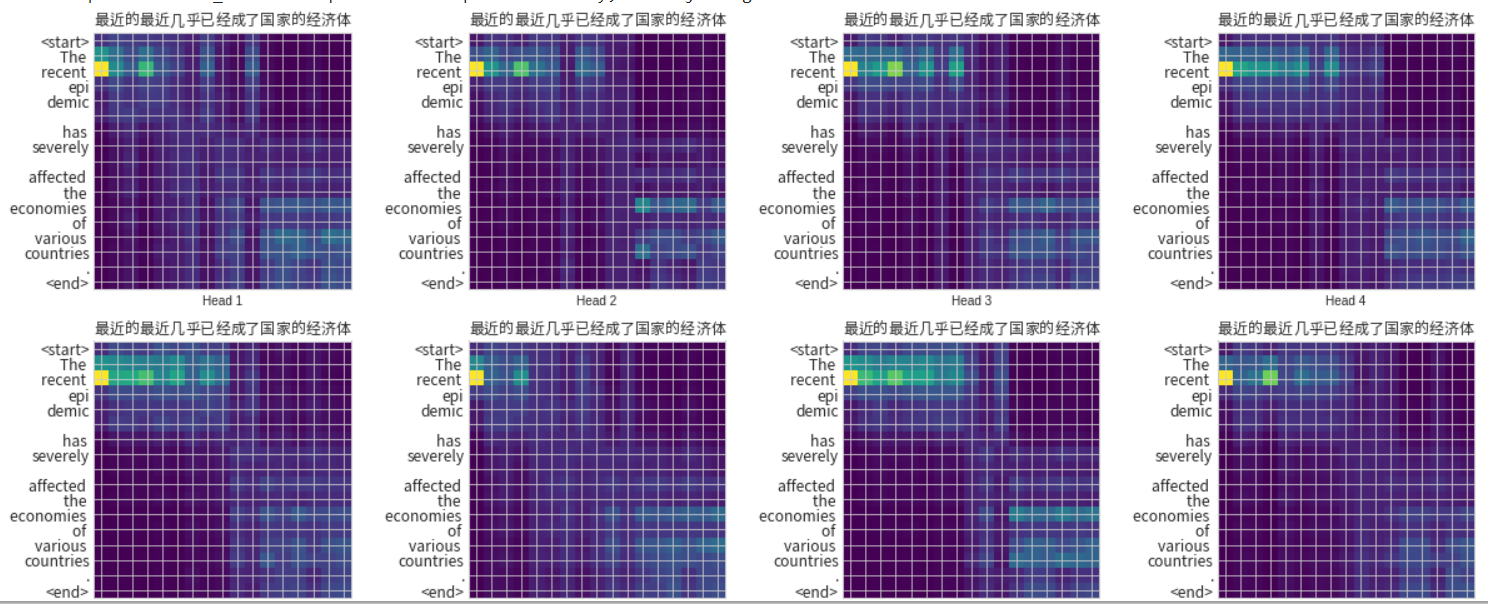 最近的最近几乎已经成了国家的经济体
<start>
The
recent
epi
demic
has
severely
affected
the
economies
of
various
countries
.
<end>
Head 1
最近的最近几乎已经成了国家的经济体
<start>
The
recent
epi
demic
has
severely
affected
the
economies
of
various
countries
.
<end>
Head 2
最近的最近几乎已经成了国家的经济体
<start>
The
recent
epi
demic
has
severely
affected
the
economies
of
various
countries
.
<end>
Head 3
最近的最近几乎已经成了国家的经济体
<start>
The
recent
epi
demic
has
severely
affected
the
economies
of
various
countries
.
<end>
Head 4
最近的最近几乎已经成了国家的经济体
<start>
The
recent
epi
demic
has
severely
affected
the
economies
of
various
countries
.
<end>
最近的最近几乎已经成了国家的经济体
<start>
The
recent
epi
demic
has
severely
affected
the
economies
of
various
countries
.
<end>
最近的最近几乎已经成了国家的经济体
<start>
The
recent
epi
demic
has
severely
affected
the
economies
of
various
countries
.
<end>
最近的最近几乎已经成了国家的经济体
<start>
The
recent
epi
demic
has
severely
affected
the
economies
of
various
countries
.
<end>